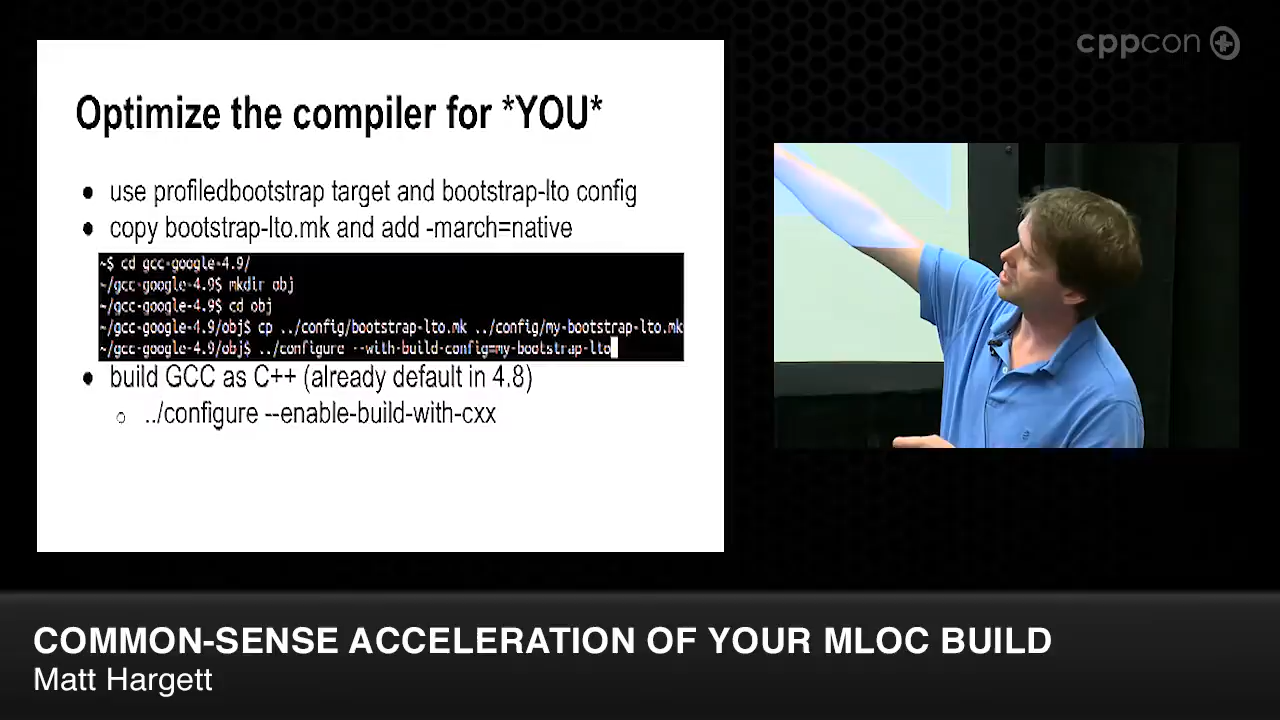 cppcon
Optimize the compiler for *YOU*
use profiledbootstrap target and bootstrap-lto config
copy bootstrap-lto.mk and add -march=native
~$ cd gcc-google-4.9/
~/gcc-google-4.9$ mkdir obj
~/gcc-google-4.9$ cd obj
~/gcc-google-4.9/obj$ cp ../config/bootstrap-lto.mk ../config/my-bootstrap-lto.mk
~/gcc-google-4.9/obj$ ../configure --with-build-config=my-bootstrap-lto
build GCC as C++ (already default in 4.8)
../configure --enable-build-with-cxx
COMMON-SENSE ACCELERATION OF YOUR MLOC BUILD
Matt Hargett